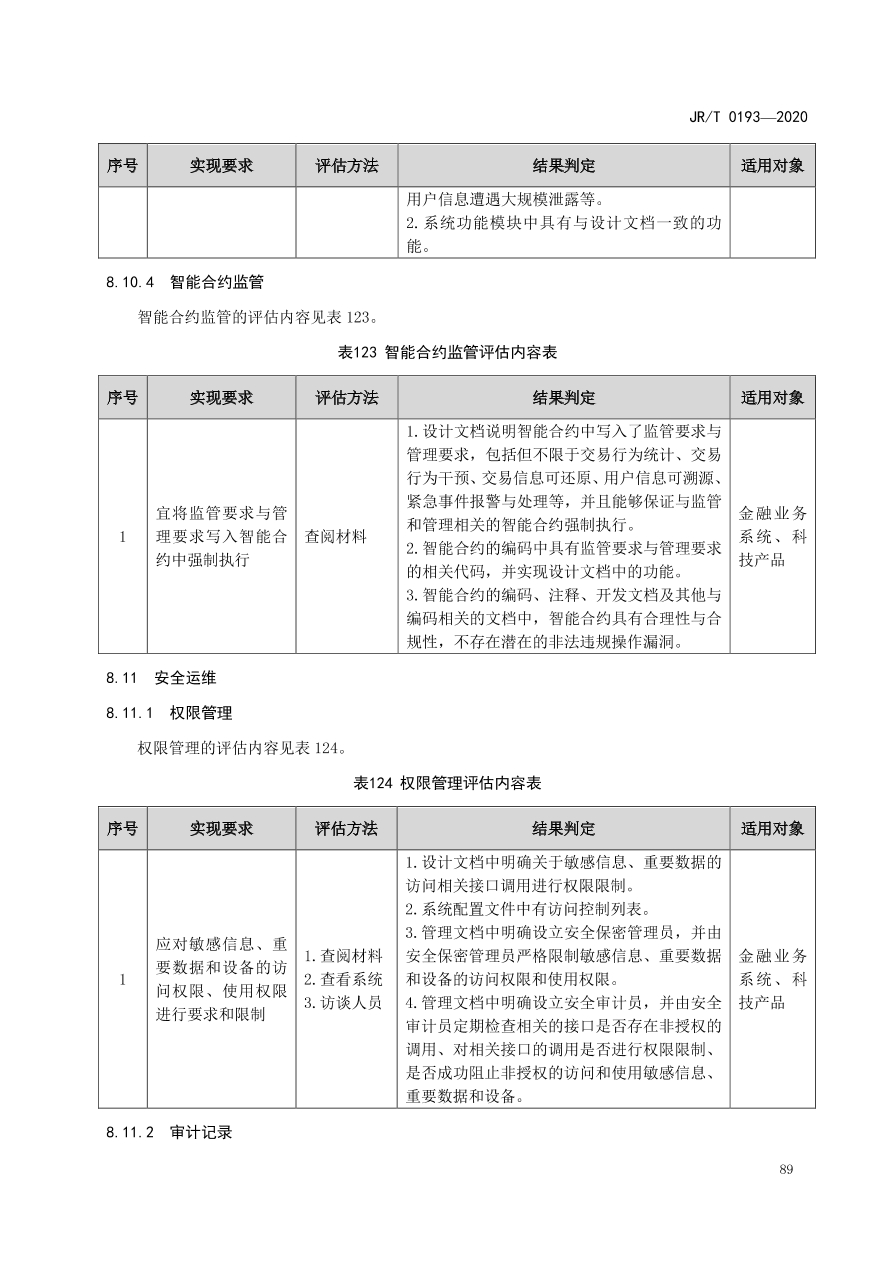 JR/T 0193—2020
序号 实现要求 评估方法 结果判定 适用对象
用户信息遭遇大规模泄露等。
2.系统功能模块中具有与设计文档一致的功
能。
8.10.4 智能合约监管
智能合约监管的评估内容见表 123。
表123 智能合约监管评估内容表
序号 实现要求 评估方法 结果判定 适用对象
1
宜将监管要求与管
理要求写入智能合
约中强制执行
查阅材料
1.设计文档说明智能合约中写入了监管要求与
管理要求，包括但不限于交易行为统计、交易
行为干预、交易信息可还原、用户信息可溯源、
紧急事件报警与处理等，并且能够保证与监管
和管理相关的智能合约强制执行。
2.智能合约的编码中具有监管要求与管理要求
的相关代码，并实现设计文档中的功能。
3.智能合约的编码、注释、开发文档及其他与
编码相关的文档中，智能合约具有合理性与合
规性，不存在潜在的非法违规操作漏洞。
金融业务
系统、科
技产品
8.11 安全运维
8.11.1 权限管理
权限管理的评估内容见表 124。
表124 权限管理评估内容表
序号 实现要求 评估方法 结果判定 适用对象
1
应对敏感信息、重
要数据和设备的访
问权限、使用权限
进行要求和限制
1.查阅材料
2.查看系统
3.访谈人员
1.设计文档中明确关于敏感信息、重要数据的
访问相关接口调用进行权限限制。
2.系统配置文件中有访问控制列表。
3.管理文档中明确设立安全保密管理员，并由
安全保密管理员严格限制敏感信息、重要数据
和设备的访问权限和使用权限。
4.管理文档中明确设立安全审计员，并由安全
审计员定期检查相关的接口是否存在非授权的
调用、对相关接口的调用是否进行权限限制、
是否成功阻止非授权的访问和使用敏感信息、
重要数据和设备。
金融业务
系统、科
技产品
8.11.2 审计记录
89